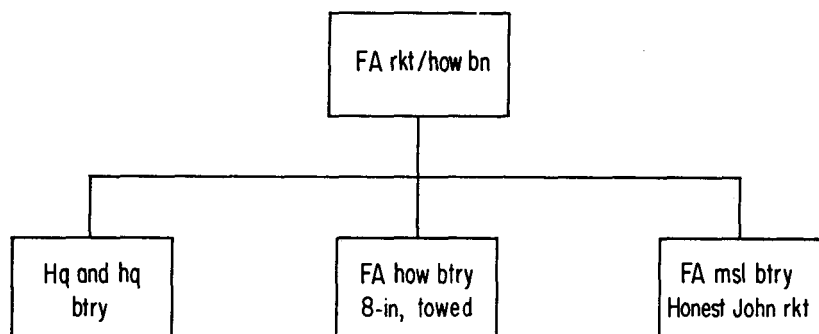 FA rkt/how bn
Hq and hq
btry
FA how btry
8-in, towed
FA msl btry
Honest John rkt